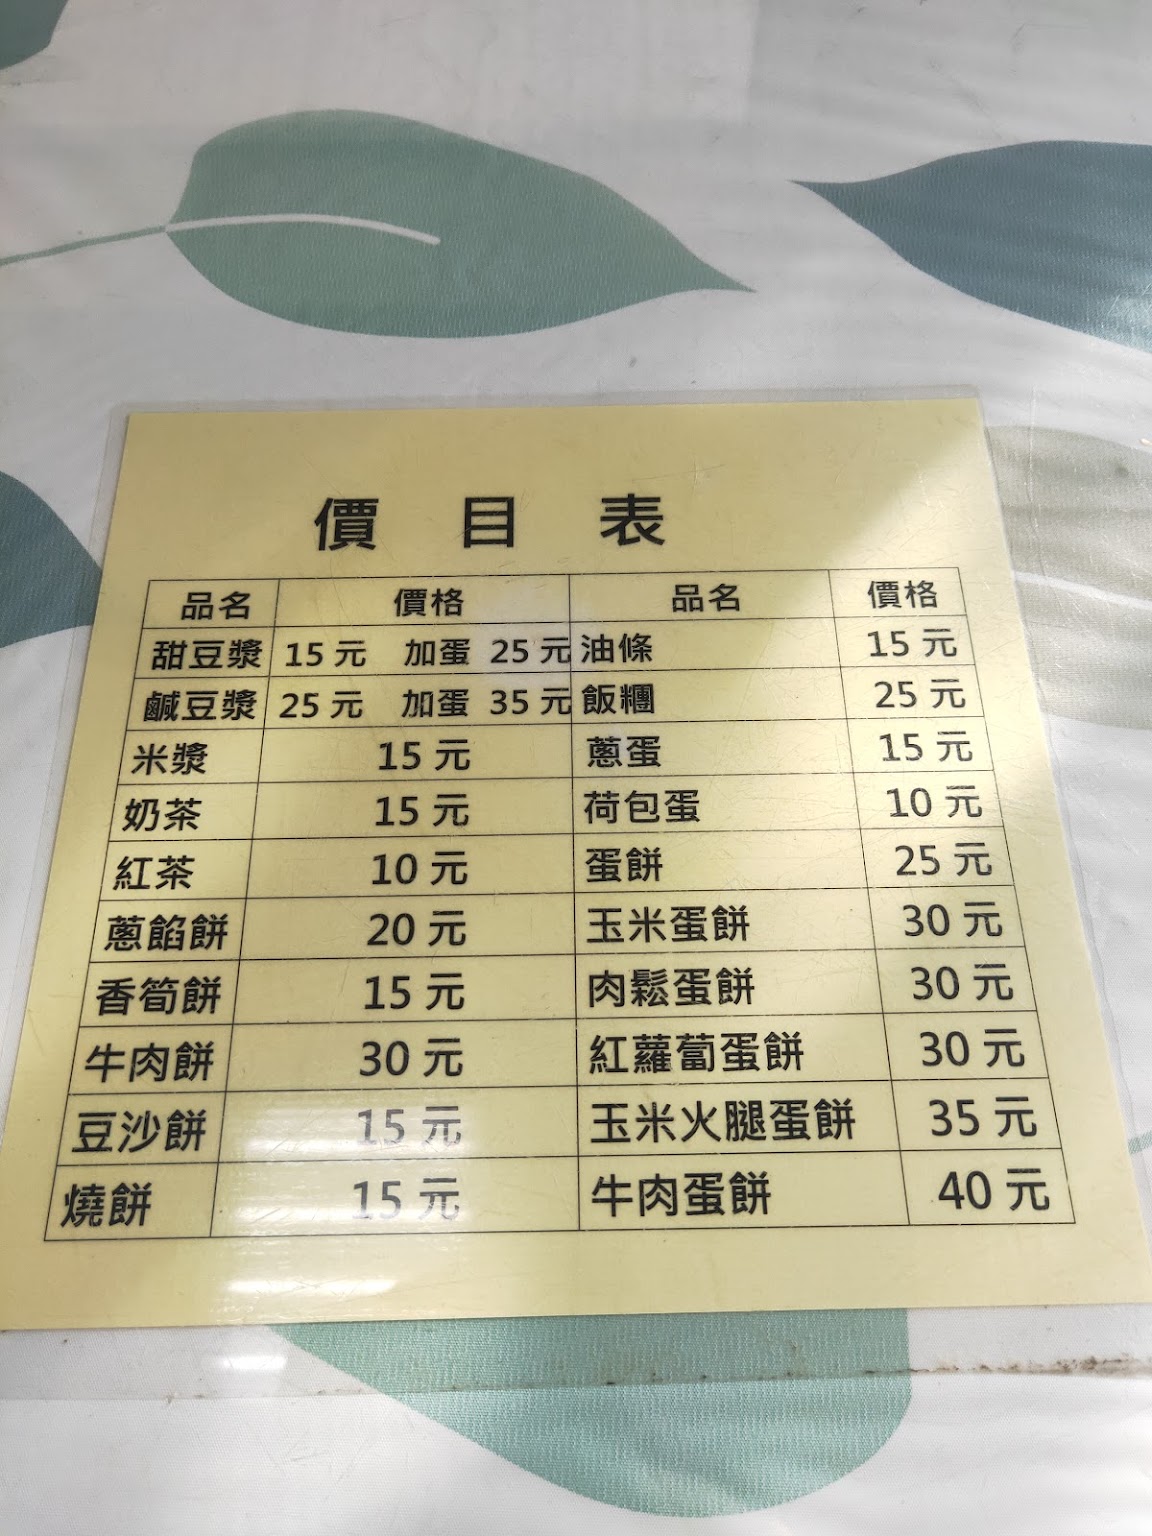 價目表
品名 價格 品名 價格
甜豆漿 15元 加蛋 25元 油條 15元
鹹豆漿 25元 加蛋 35元 飯糰 25元
米漿 15元 蔥蛋 15元
奶茶 15元 荷包蛋 10元
紅茶 10元 蛋餅 25元
蔥餡餅 20元 玉米蛋餅 30元
香筍餅 15元 肉鬆蛋餅 30元
牛肉餅 30元 紅蘿蔔蛋餅 30元
豆沙餅 15元 玉米火腿蛋餅 35元
燒餅 15元 牛肉蛋餅 40元